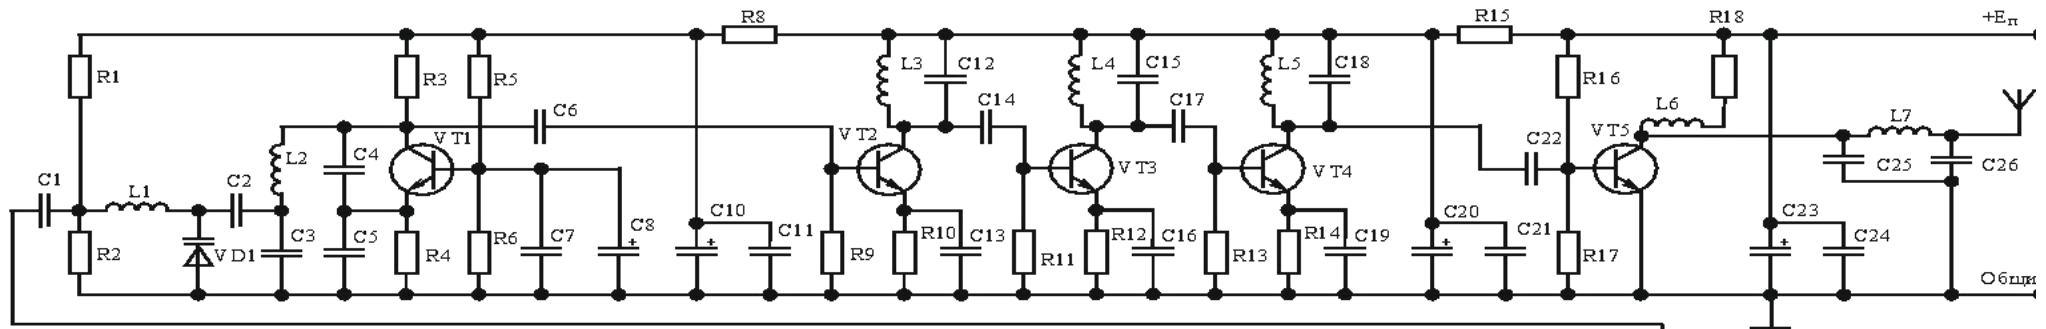 R8 R15 R18 +Eп
R1 R3 R5 L3 C12 L4 C15 L5 C18 R16
C6 C14 C17 L6 L7
L2 C4 VT1 VT2 VT3 VT4 C22 VT5 C25 C26
C1 L1 C2
C10 C20 C23
R2 VD1 C3 C5 R4 R6 C7 C8 C11 R9 R10 C13 R11 R12 C16 R13 R14 C19 C21 R17 C24
Общи